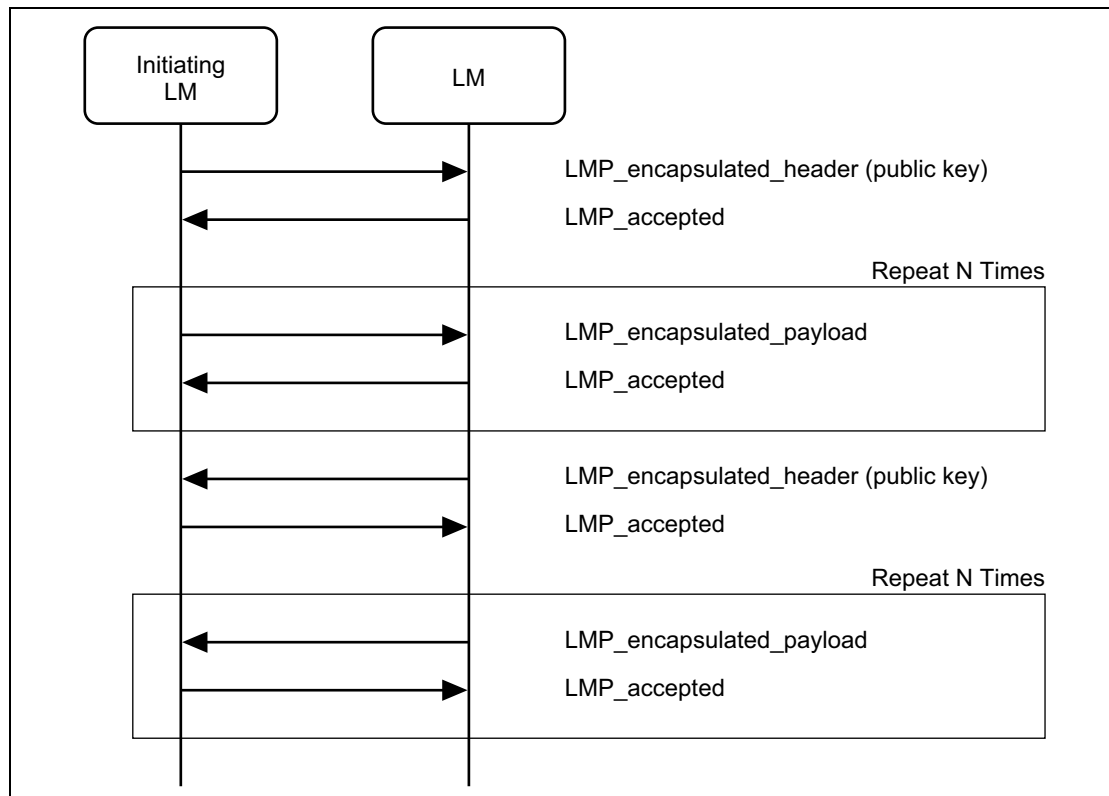 Initiating
LM
LM
LMP_encapsulated_header (public key)
LMP_accepted
Repeat N Times
LMP_encapsulated_payload
LMP_accepted
LMP_encapsulated_header (public key)
LMP_accepted
Repeat N Times
LMP_encapsulated_payload
LMP_accepted